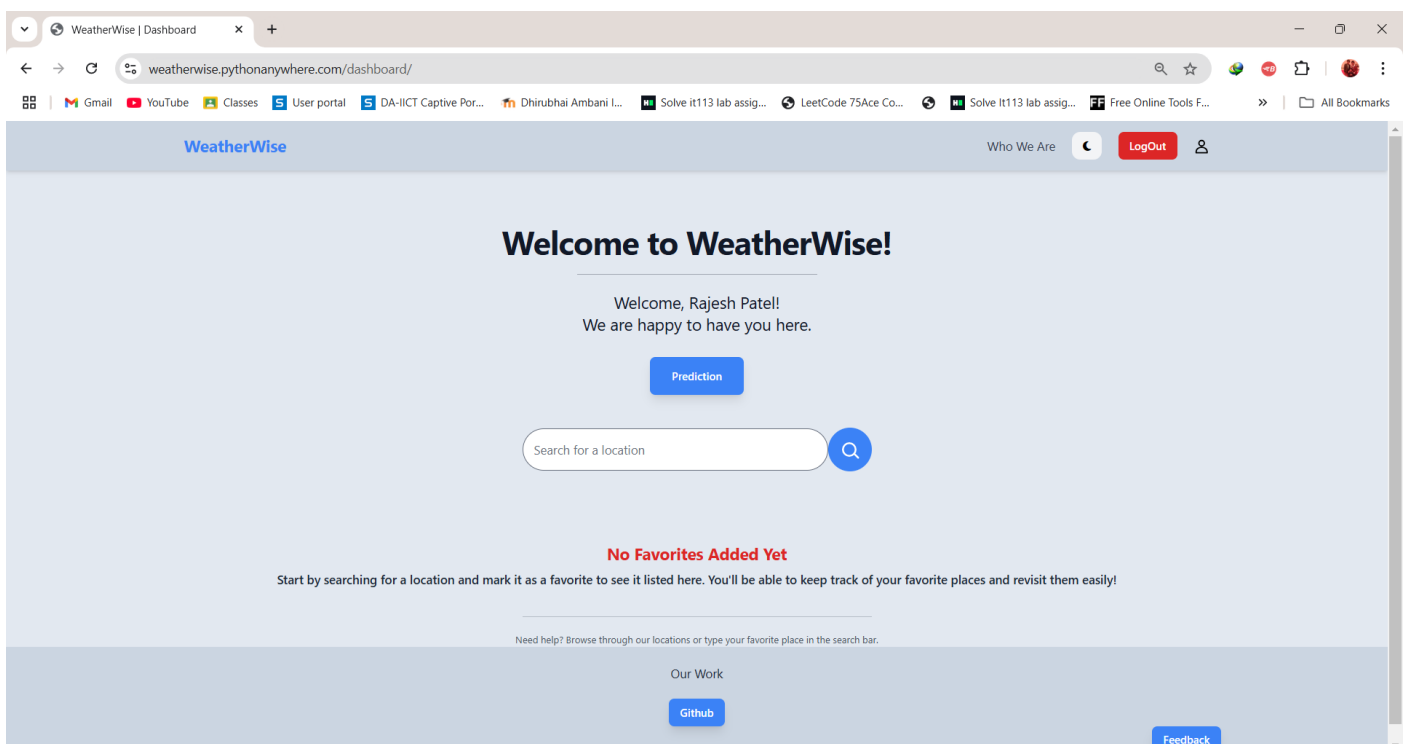 WeatherWise | Dashboard
weatherwise.pythonanywhere.com/dashboard/
Gmail YouTube Classes User portal DA-IICT Captive Por... Dhirubhai Ambani I... Solve it113 lab assig... LeetCode 75Ace Co... Solve It113 lab assig... Free Online Tools F... » All Bookmarks
WeatherWise Who We Are LogOut
Welcome to WeatherWise!
Welcome, Rajesh Patel!
We are happy to have you here.
Prediction
Search for a location
No Favorites Added Yet
Start by searching for a location and mark it as a favorite to see it listed here. You'll be able to keep track of your favorite places and revisit them easily!
Need help? Browse through our locations or type your favorite place in the search bar.
Our Work
Github
Feedback